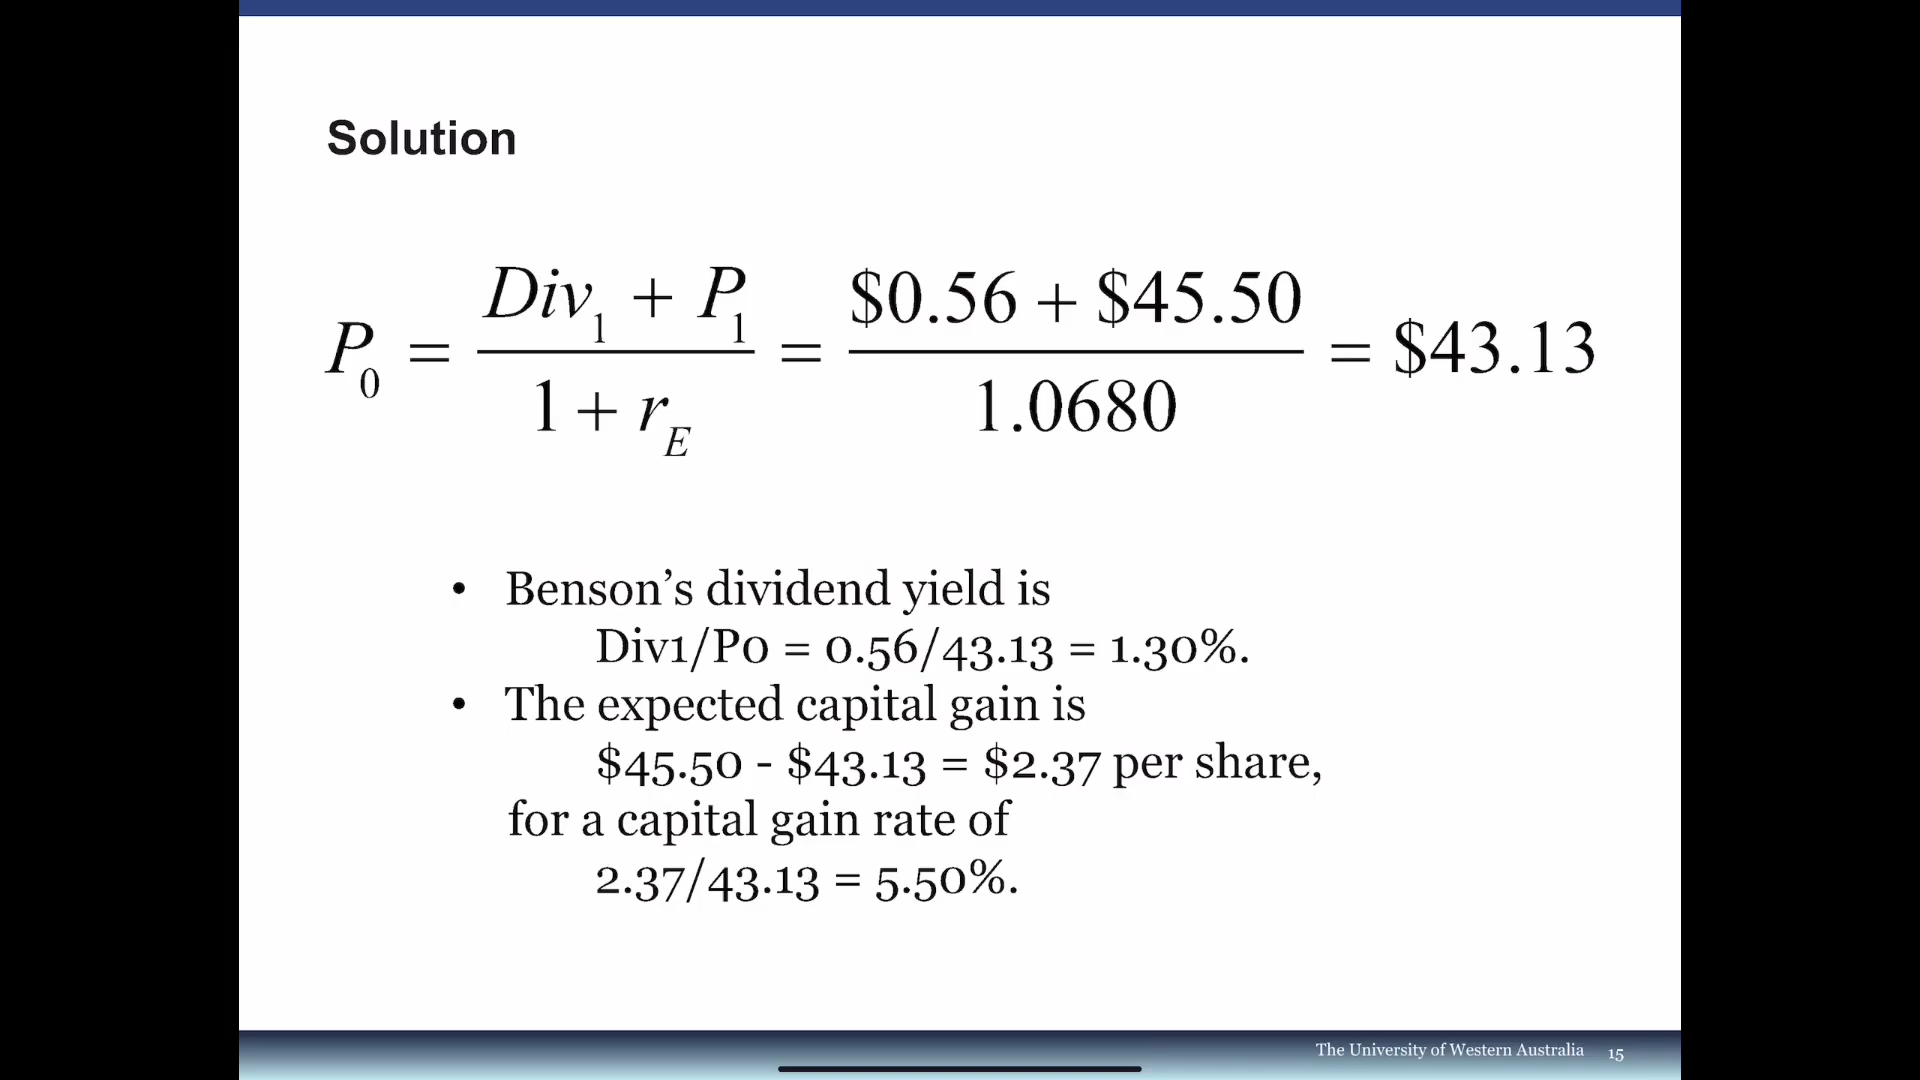 Solution
P0 = Div1 + P1 / 1 + rE = $0.56 + $45.50 / 1.0680 = $43.13
• Benson’s dividend yield is
Div1/P0 = 0.56/43.13 = 1.30%.
• The expected capital gain is
$45.50 - $43.13 = $2.37 per share,
for a capital gain rate of
2.37/43.13 = 5.50%.
The University of Western Australia 15